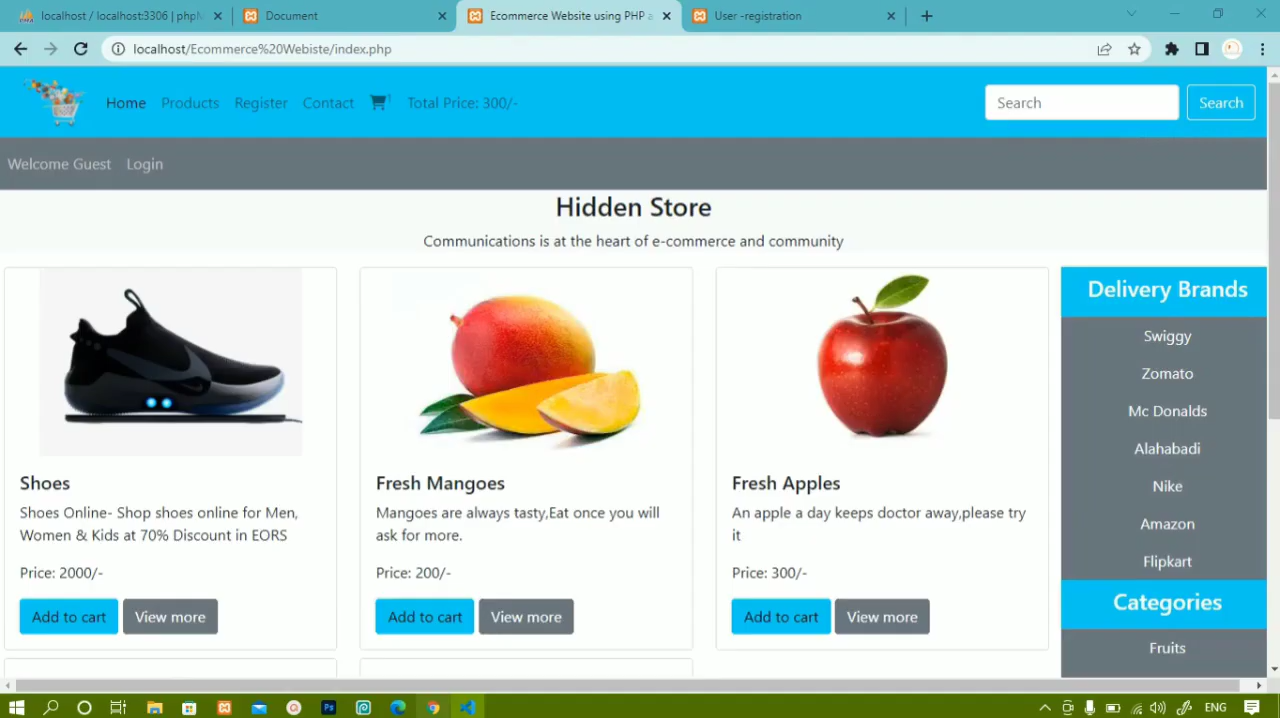 localhost / localhost:3306 | phpM
Document
Ecommerce Website using PHP a
User -registration
localhost/Ecommerce%20Webiste/index.php
Home Products Register Contact 1 Total Price: 300/-
Search Search
Welcome Guest Login
Hidden Store
Communications is at the heart of e-commerce and community
Shoes
Shoes Online- Shop shoes online for Men,
Women & Kids at 70% Discount in EORS
Price: 2000/-
Add to cart View more
Fresh Mangoes
Mangoes are always tasty,Eat once you will
ask for more.
Price: 200/-
Add to cart View more
Fresh Apples
An apple a day keeps doctor away,please try
it
Price: 300/-
Add to cart View more
Delivery Brands
Swiggy
Zomato
Mc Donalds
Alahabadi
Nike
Amazon
Flipkart
Categories
Fruits
ENG